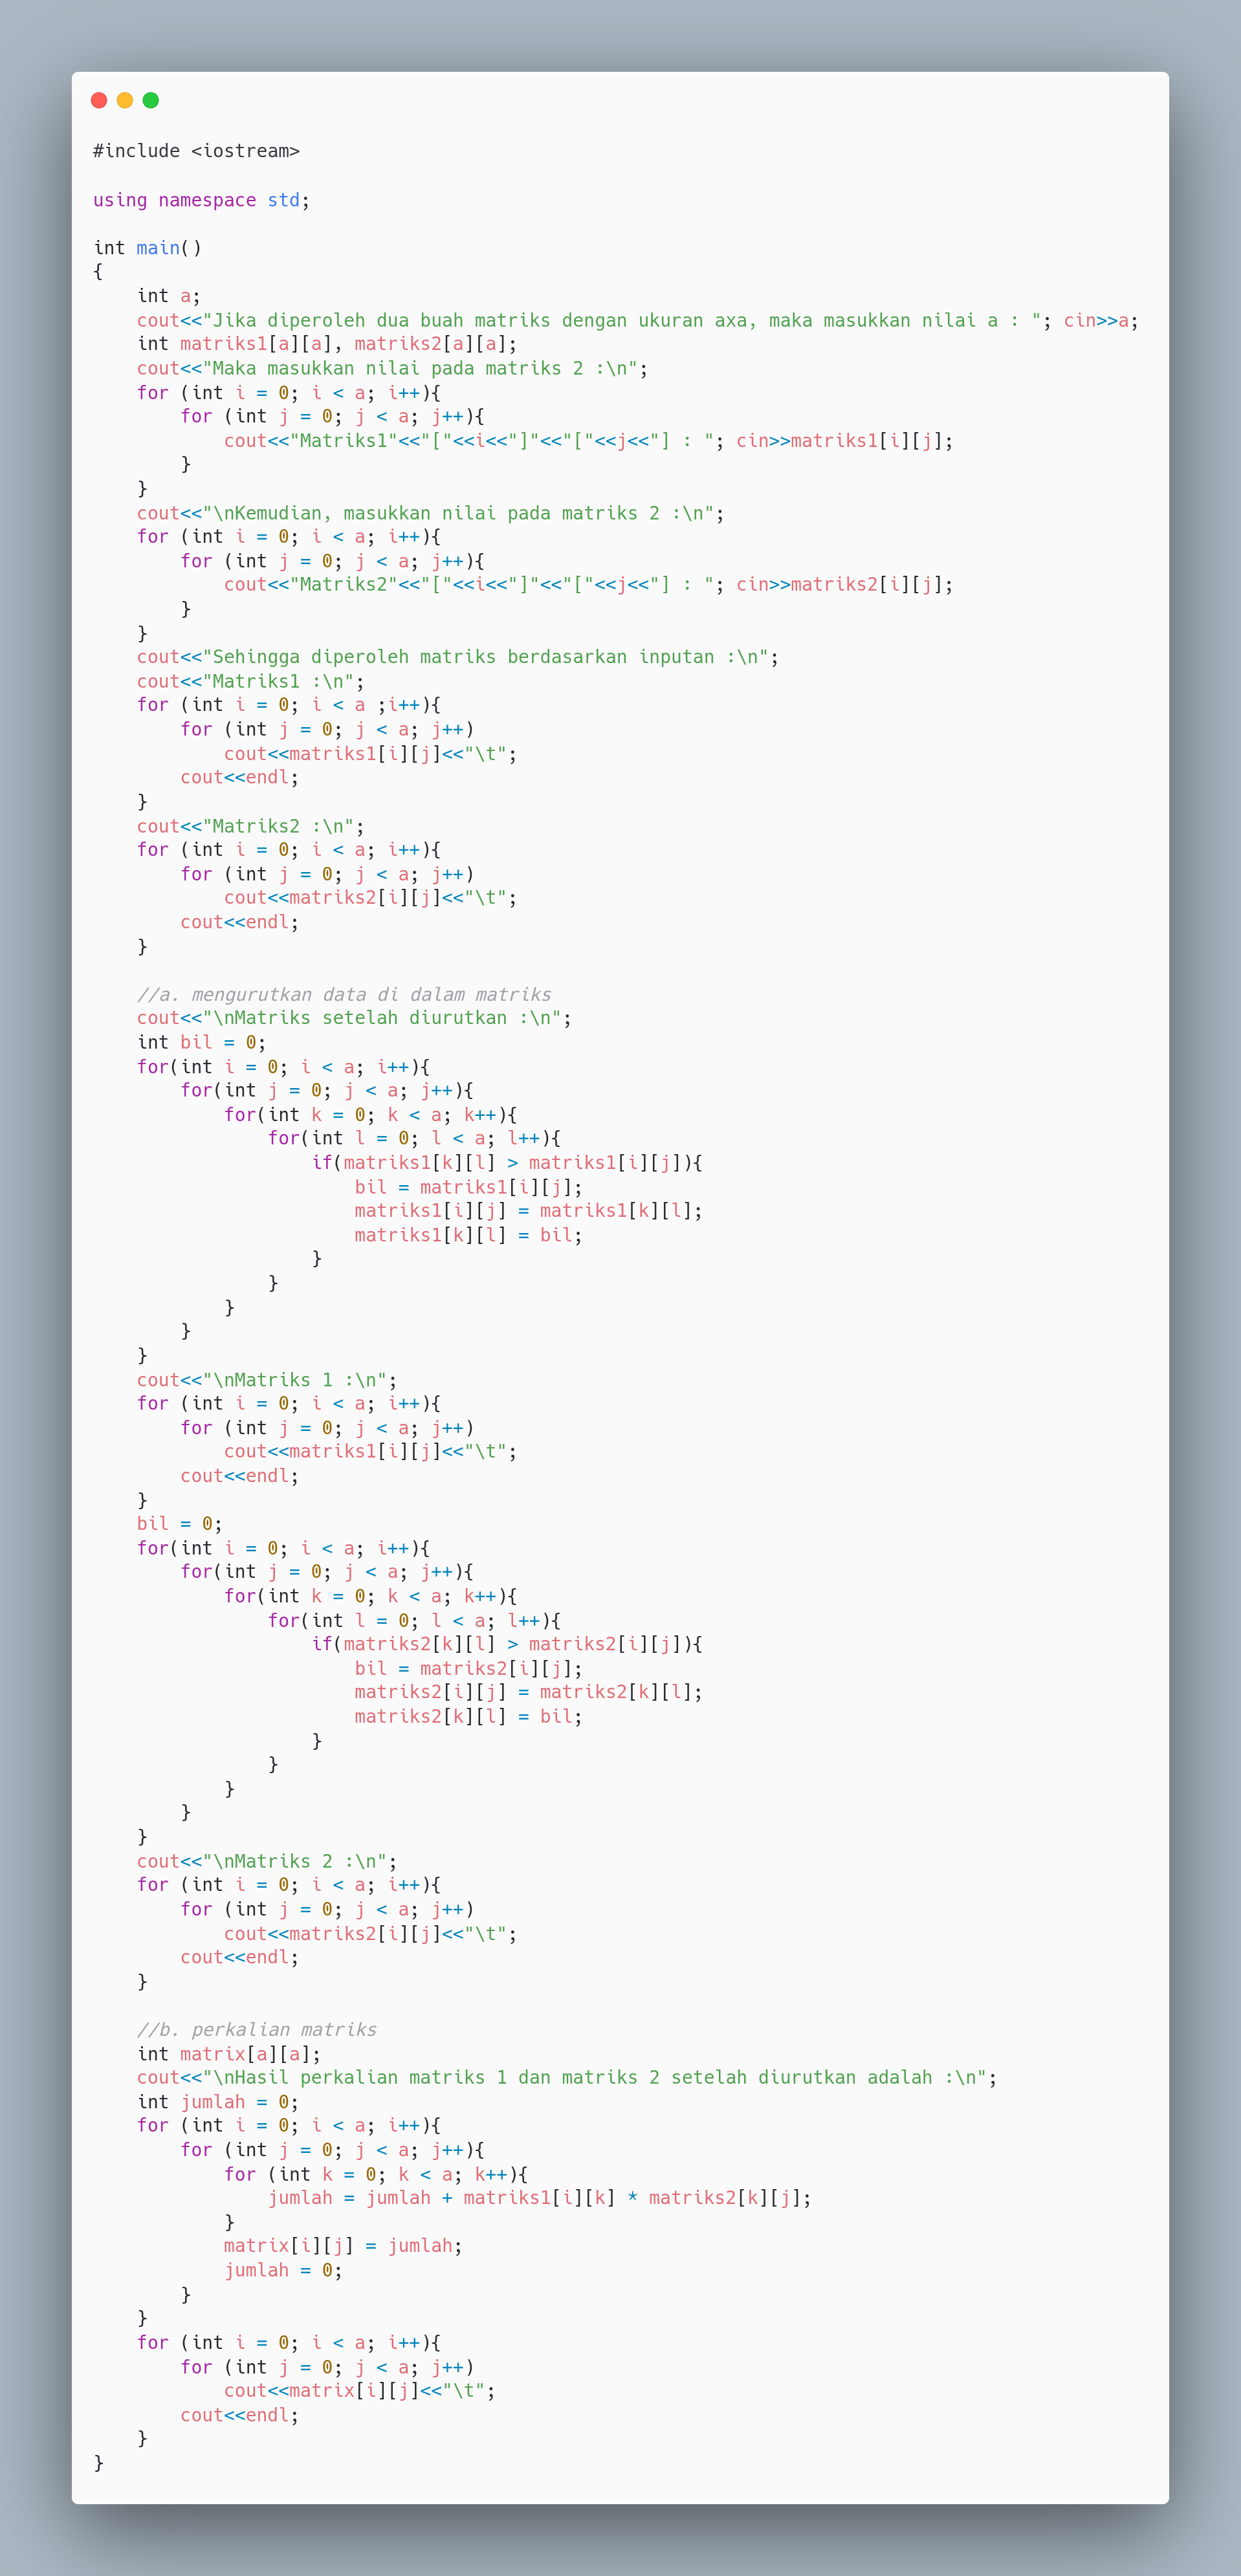 #include <iostream>

using namespace std;

int main()
{
    int a;
    cout<<"Jika diperoleh dua buah matriks dengan ukuran axa, maka masukkan nilai a : "; cin>>a;
    int matriks1[a][a], matriks2[a][a];
    cout<<"Maka masukkan nilai pada matriks 2 :\n";
    for (int i = 0; i < a; i++){
        for (int j = 0; j < a; j++){
            cout<<"Matriks1"<<"["<<i<<"]"<<"["<<j<<"] : "; cin>>matriks1[i][j];
        }
    }
    cout<<"\nKemudian, masukkan nilai pada matriks 2 :\n";
    for (int i = 0; i < a; i++){
        for (int j = 0; j < a; j++){
            cout<<"Matriks2"<<"["<<i<<"]"<<"["<<j<<"] : "; cin>>matriks2[i][j];
        }
    }
    cout<<"Sehingga diperoleh matriks berdasarkan inputan :\n";
    cout<<"Matriks1 :\n";
    for (int i = 0; i < a ;i++){
        for (int j = 0; j < a; j++)
            cout<<matriks1[i][j]<<"\t";
        cout<<endl;
    }
    cout<<"Matriks2 :\n";
    for (int i = 0; i < a; i++){
        for (int j = 0; j < a; j++)
            cout<<matriks2[i][j]<<"\t";
        cout<<endl;
    }

    //a. mengurutkan data di dalam matriks
    cout<<"\nMatriks setelah diurutkan :\n";
    int bil = 0;
    for(int i = 0; i < a; i++){
        for(int j = 0; j < a; j++){
            for(int k = 0; k < a; k++){
                for(int l = 0; l < a; l++){
                    if(matriks1[k][l] > matriks1[i][j]){
                        bil = matriks1[i][j];
                        matriks1[i][j] = matriks1[k][l];
                        matriks1[k][l] = bil;
                    }
                }
            }
        }
    }
    cout<<"\nMatriks 1 :\n";
    for (int i = 0; i < a; i++){
        for (int j = 0; j < a; j++)
            cout<<matriks1[i][j]<<"\t";
        cout<<endl;
    }
    bil = 0;
    for(int i = 0; i < a; i++){
        for(int j = 0; j < a; j++){
            for(int k = 0; k < a; k++){
                for(int l = 0; l < a; l++){
                    if(matriks2[k][l] > matriks2[i][j]){
                        bil = matriks2[i][j];
                        matriks2[i][j] = matriks2[k][l];
                        matriks2[k][l] = bil;
                    }
                }
            }
        }
    }
    cout<<"\nMatriks 2 :\n";
    for (int i = 0; i < a; i++){
        for (int j = 0; j < a; j++)
            cout<<matriks2[i][j]<<"\t";
        cout<<endl;
    }

    //b. perkalian matriks
    int matrix[a][a];
    cout<<"\nHasil perkalian matriks 1 dan matriks 2 setelah diurutkan adalah :\n";
    int jumlah = 0;
    for (int i = 0; i < a; i++){
        for (int j = 0; j < a; j++){
            for (int k = 0; k < a; k++){
                jumlah = jumlah + matriks1[i][k] * matriks2[k][j];
            }
            matrix[i][j] = jumlah;
            jumlah = 0;
        }
    }
    for (int i = 0; i < a; i++){
        for (int j = 0; j < a; j++)
            cout<<matrix[i][j]<<"\t";
        cout<<endl;
    }
}